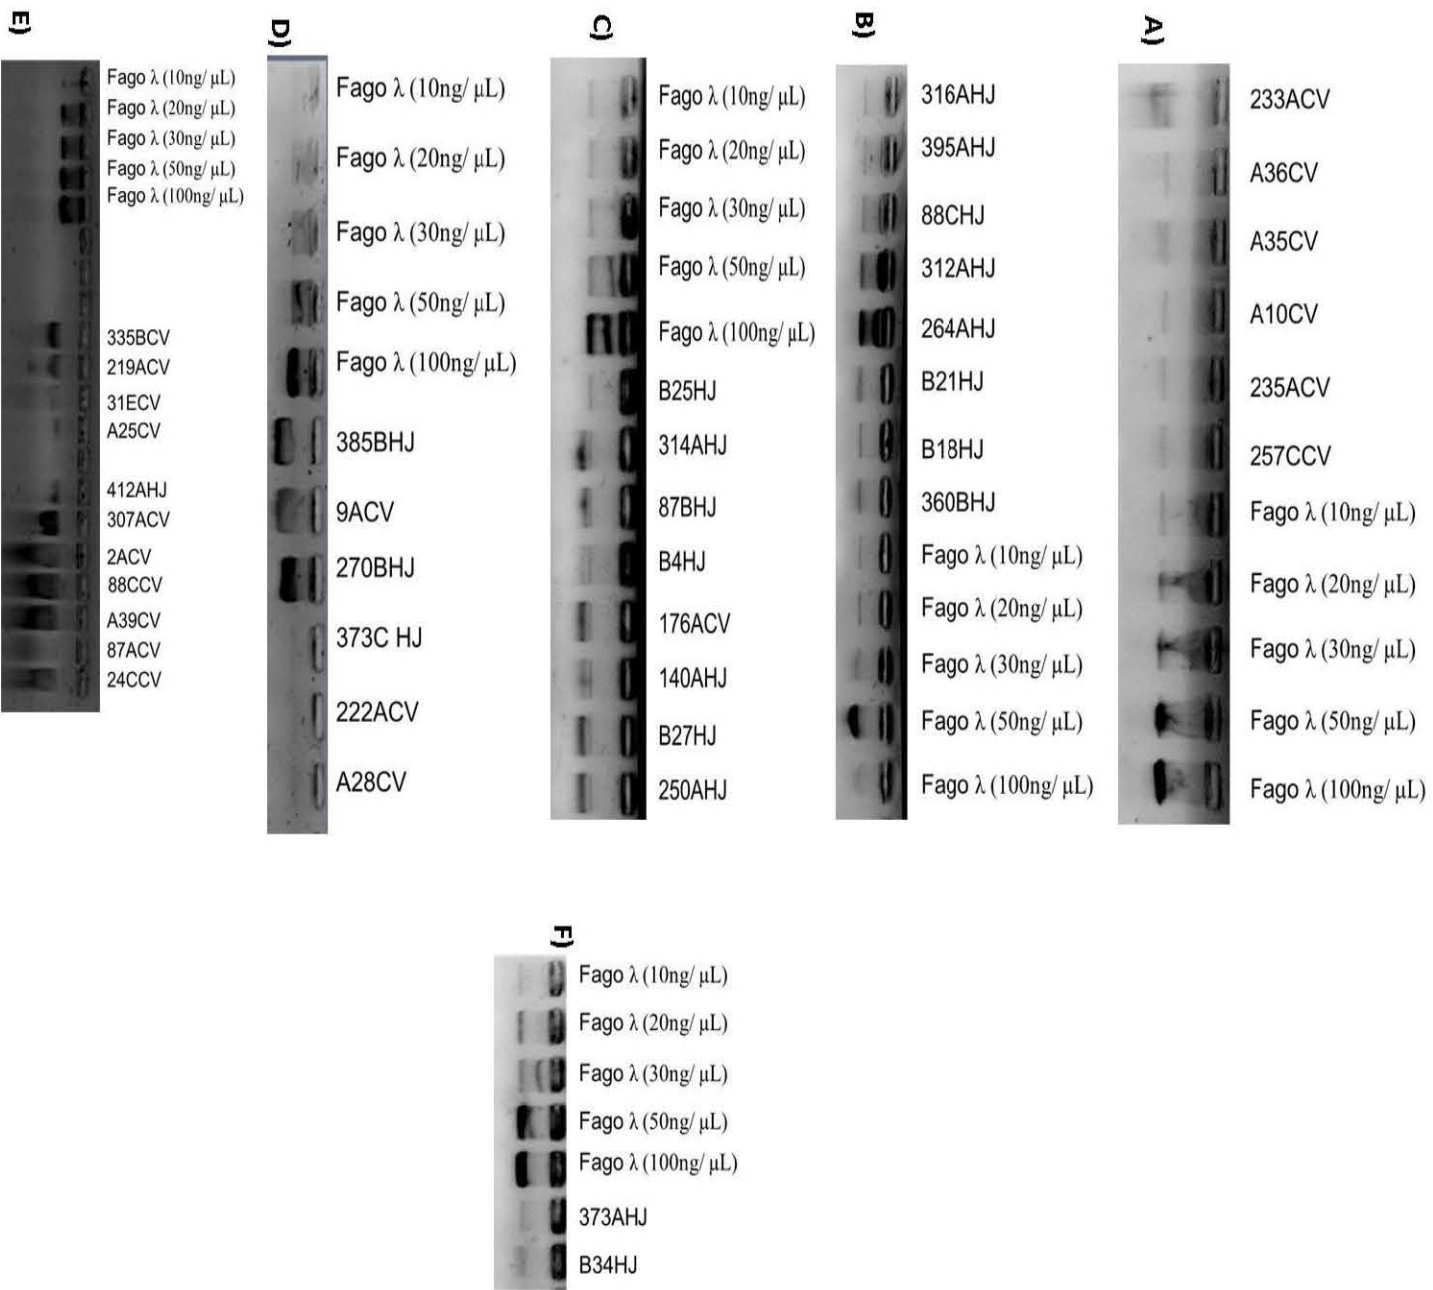 A)
233ACV
A36CV
A35CV
A10CV
235ACV
257CCV
Fago λ (10ng/ μL)
Fago λ (20ng/ μL)
Fago λ (30ng/ μL)
Fago λ (50ng/ μL)
Fago λ (100ng/ μL)
B)
316AHJ
395AHJ
88CHJ
312AHJ
264AHJ
B21HJ
B18HJ
360BHJ
Fago λ (10ng/ μL)
Fago λ (20ng/ μL)
Fago λ (30ng/ μL)
Fago λ (50ng/ μL)
Fago λ (100ng/ μL)
C)
Fago λ (10ng/ μL)
Fago λ (20ng/ μL)
Fago λ (30ng/ μL)
Fago λ (50ng/ μL)
Fago λ (100ng/ μL)
B25HJ
314AHJ
87BHJ
B4HJ
176ACV
140AHJ
B27HJ
250AHJ
D)
Fago λ (10ng/ μL)
Fago λ (20ng/ μL)
Fago λ (30ng/ μL)
Fago λ (50ng/ μL)
Fago λ (100ng/ μL)
385BHJ
9ACV
270BHJ
373C HJ
222ACV
A28CV
E)
Fago λ (10ng/ μL)
Fago λ (20ng/ μL)
Fago λ (30ng/ μL)
Fago λ (50ng/ μL)
Fago λ (100ng/ μL)
335BCV
219ACV
31ECV
A25CV
412AHJ
307ACV
2ACV
88CCV
A39CV
87ACV
24CCV
F)
Fago λ (10ng/ μL)
Fago λ (20ng/ μL)
Fago λ (30ng/ μL)
Fago λ (50ng/ μL)
Fago λ (100ng/ μL)
373AHJ
B34HJ